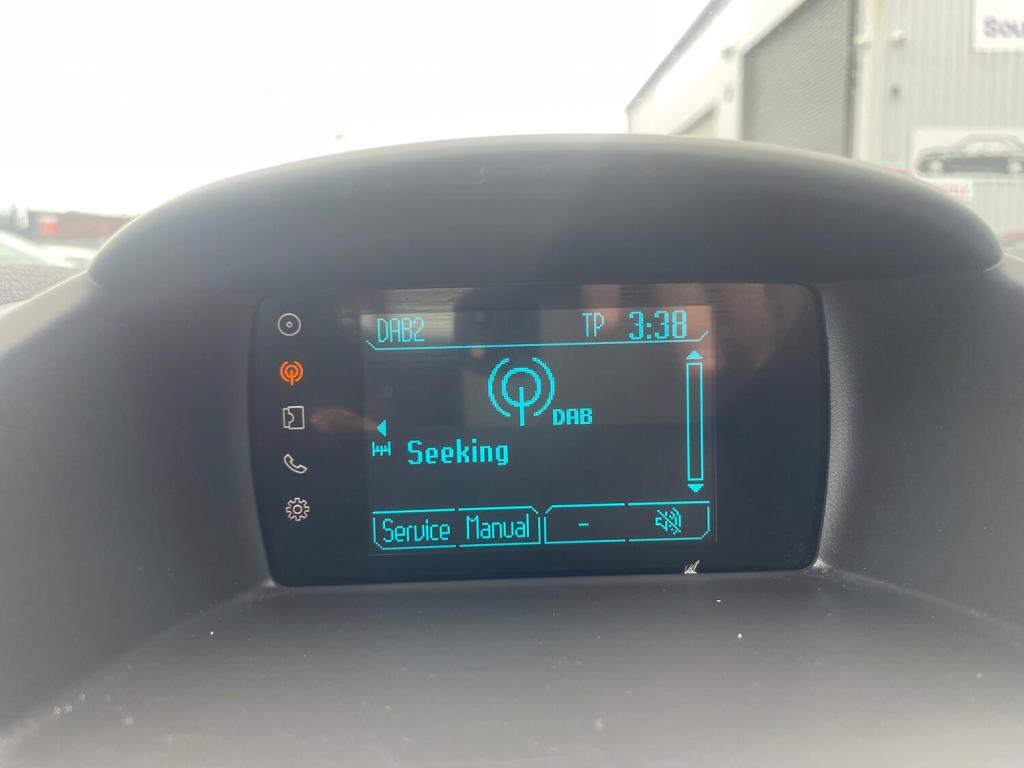 DAB2 TP 3:38
DAB
Seeking
Service Manual -